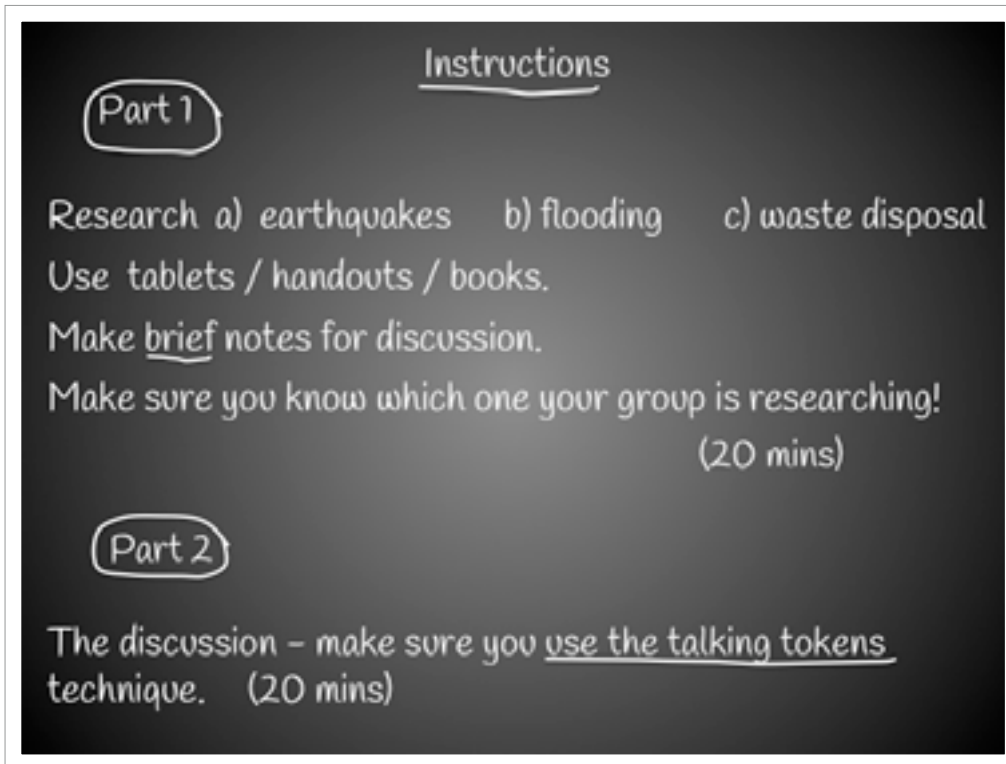 Instructions
Part 1
Research a) earthquakes b) flooding c) waste disposal
Use tablets / handouts / books.
Make brief notes for discussion.
Make sure you know which one your group is researching!
(20 mins)
Part 2
The discussion – make sure you use the talking tokens
technique. (20 mins)